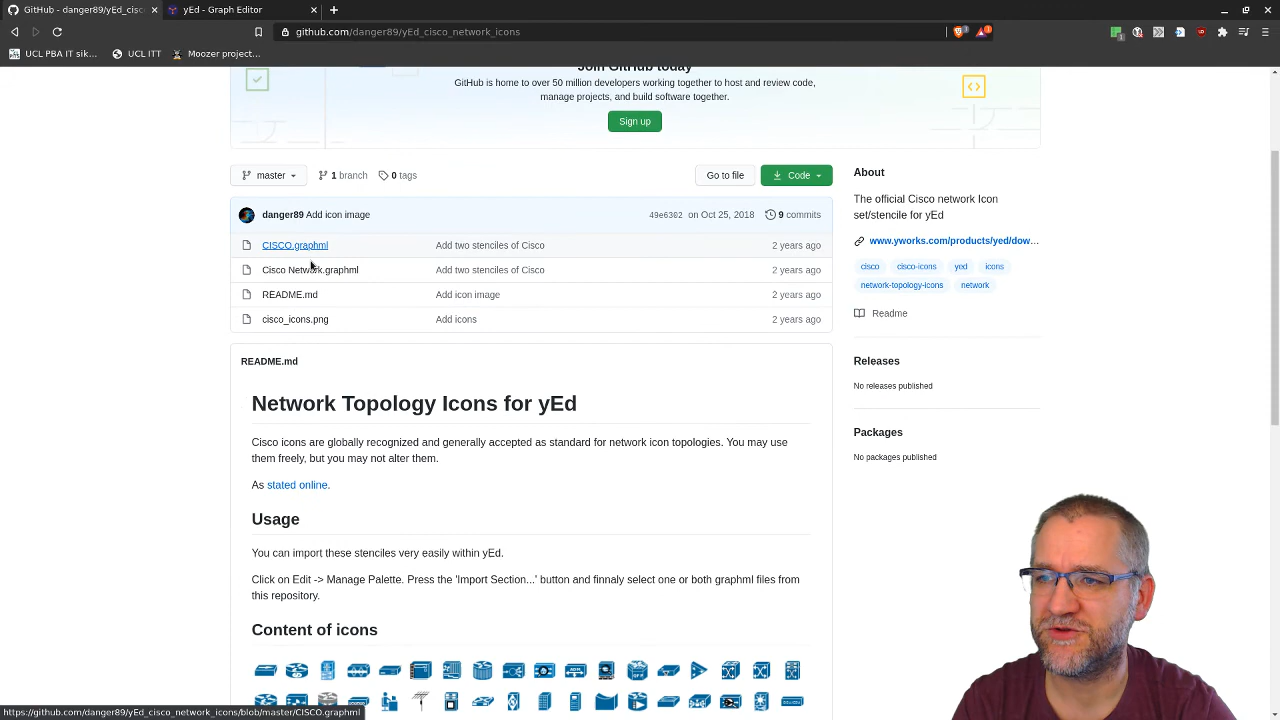 GitHub - danger89/yEd_cisc
yEd - Graph Editor
github.com/danger89/yEd_cisco_network_icons
UCL PBA IT sik...
UCL ITT
Moozer projekt...
Join GitHub today
GitHub is home to over 50 million developers working together to host and review code,
manage projects, and build software together.
Sign up
master
1 branch
0 tags
Go to file
Code
danger89 Add icon image
49e6302 on Oct 25, 2018
9 commits
CISCO.graphml
Add two stenciles of Cisco
2 years ago
Cisco Network.graphml
Add two stenciles of Cisco
2 years ago
README.md
Add icon image
2 years ago
cisco_icons.png
Add icons
2 years ago
About
The official Cisco network Icon
set/stencile for yEd
www.yworks.com/products/yed/dow...
cisco
cisco-icons
yed
icons
network-topology-icons
network
Readme
Releases
No releases published
Packages
No packages published
README.md
Network Topology Icons for yEd
Cisco icons are globally recognized and generally accepted as standard for network icon topologies. You may use
them freely, but you may not alter them.
As stated online.
Usage
You can import these stenciles very easily within yEd.
Click on Edit -> Manage Palette. Press the 'Import Section...' button and finnaly select one or both graphml files from
this repository.
Content of icons
https://github.com/danger89/yEd_cisco_network_icons/blob/master/CISCO.graphml